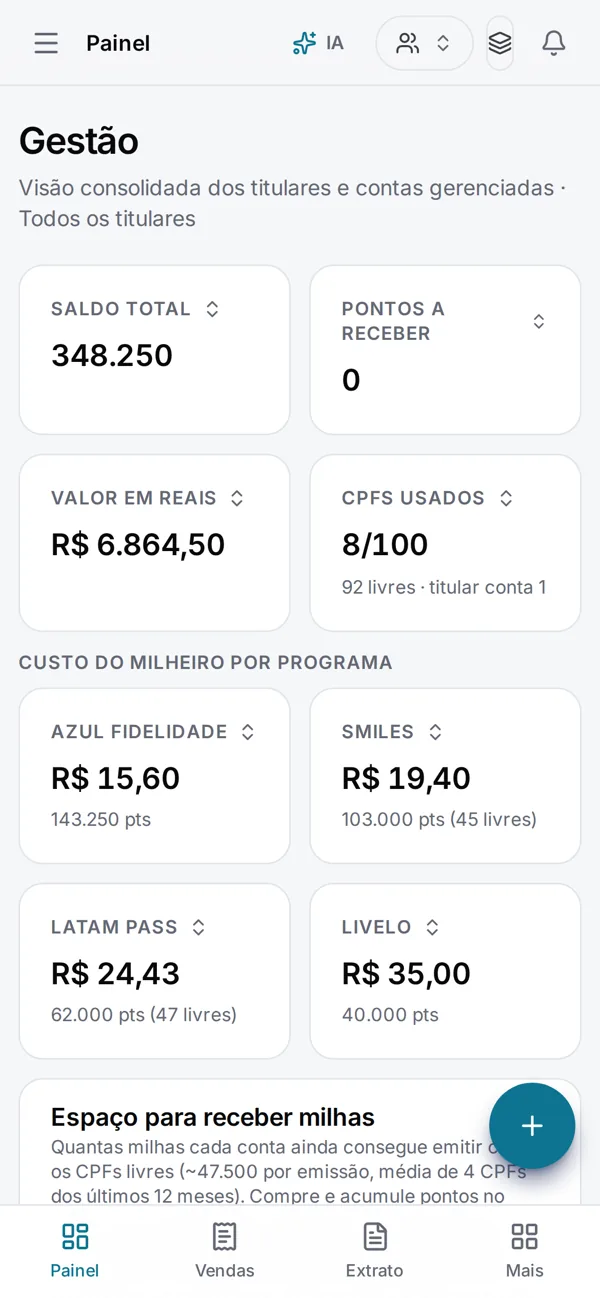 Painel
IA
Gestão
Visão consolidada dos titulares e contas gerenciadas ·
Todos os titulares
SALDO TOTAL
348.250
PONTOS A
RECEBER
0
VALOR EM REAIS
R$ 6.864,50
CPFS USADOS
8/100
92 livres · titular conta 1
CUSTO DO MILHEIRO POR PROGRAMA
AZUL FIDELIDADE
R$ 15,60
143.250 pts
SMILES
R$ 19,40
103.000 pts (45 livres)
LATAM PASS
R$ 24,43
62.000 pts (47 livres)
LIVELO
R$ 35,00
40.000 pts
Espaço para receber milhas
Quantas milhas cada conta ainda consegue emitir
os CPFs livres (~47.500 por emissão, média de 4 CPFs
dos últimos 12 meses). Compre e acumule pontos no
Painel
Vendas
Extrato
Mais